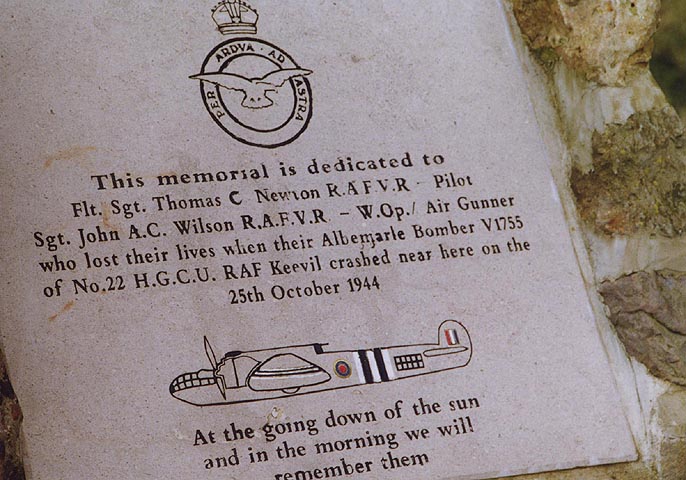 PER ARDVA · AD ASTRA
This memorial is dedicated to
Flt. Sgt. Thomas C Newton R.A.F.V.R - Pilot
Sgt. John A.C. Wilson R.A.F.V.R. - W.Op./ Air Gunner
who lost their lives when their Albemarle Bomber V1755
of No.22 H.G.C.U. RAF Keevil crashed near here on the
25th October 1944
At the going down of the sun
and in the morning we will
remember them